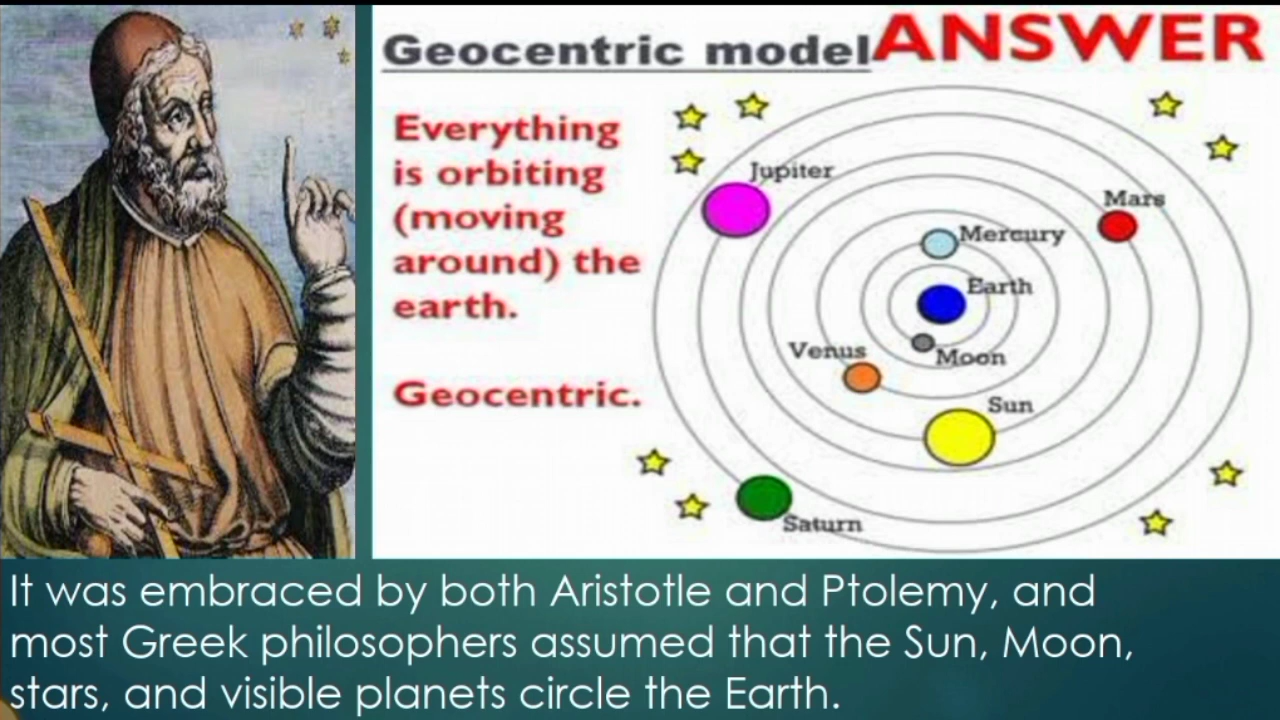 Geocentric model
ANSWER
Everything
is orbiting
(moving
around) the
earth.
Geocentric.
Jupiter
Mars
Mercury
Earth
Venus
Moon
Sun
Saturn
It was embraced by both Aristotle and Ptolemy, and
most Greek philosophers assumed that the Sun, Moon,
stars, and visible planets circle the Earth.